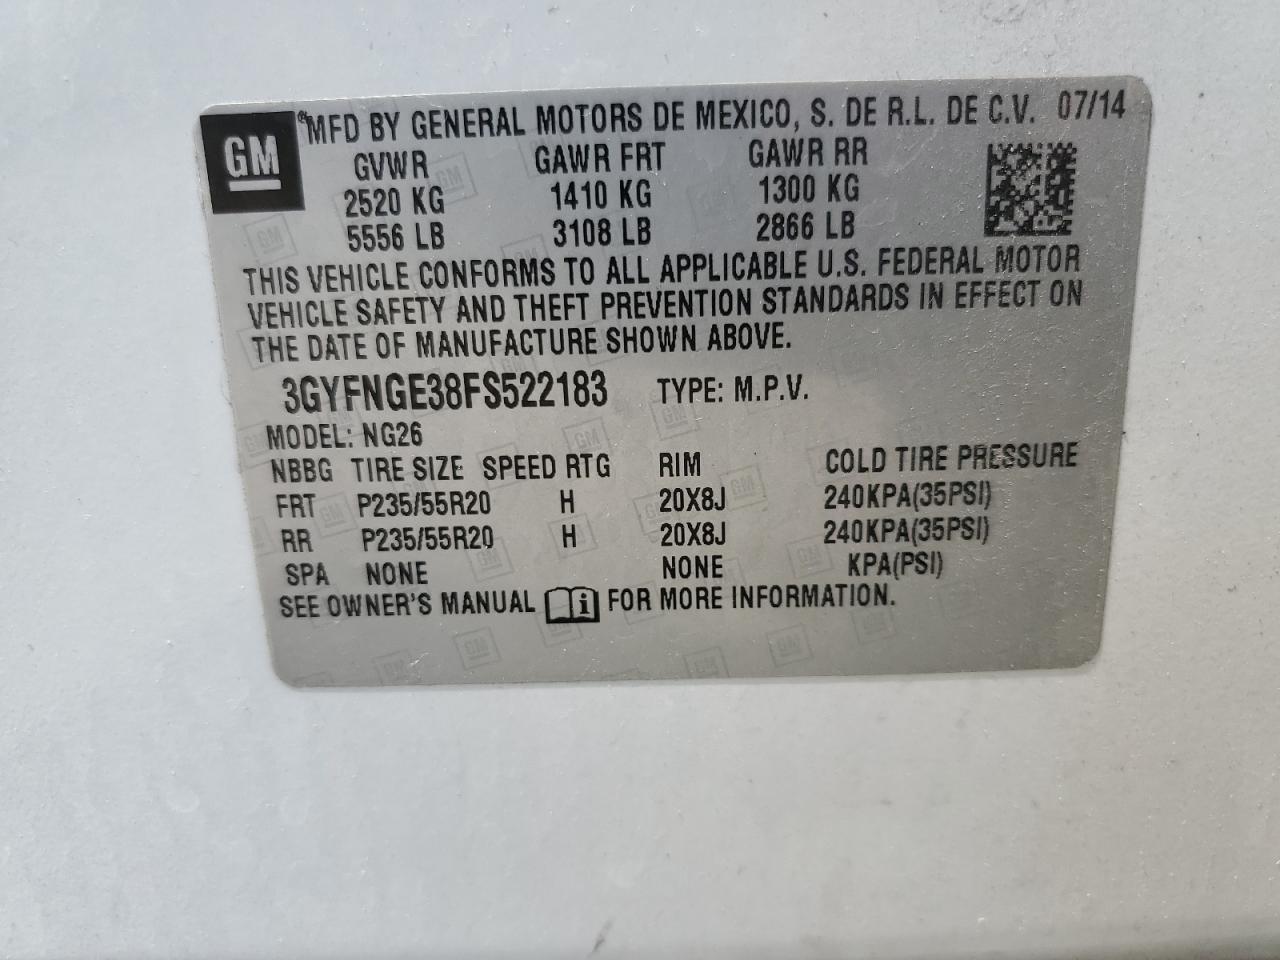 GM
®MFD BY GENERAL MOTORS DE MEXICO, S. DE R.L. DE C.V. 07/14
GVWR GAWR FRT GAWR RR
2520 KG 1410 KG 1300 KG
5556 LB 3108 LB 2866 LB
THIS VEHICLE CONFORMS TO ALL APPLICABLE U.S. FEDERAL MOTOR
VEHICLE SAFETY AND THEFT PREVENTION STANDARDS IN EFFECT ON
THE DATE OF MANUFACTURE SHOWN ABOVE.
3GYFNGE38FS522183 TYPE: M.P.V.
MODEL: NG26
NBBG TIRE SIZE SPEED RTG RIM COLD TIRE PRESSURE
FRT P235/55R20 H 20X8J 240KPA(35PSI)
RR P235/55R20 H 20X8J 240KPA(35PSI)
SPA NONE NONE KPA(PSI)
SEE OWNER'S MANUAL i FOR MORE INFORMATION.